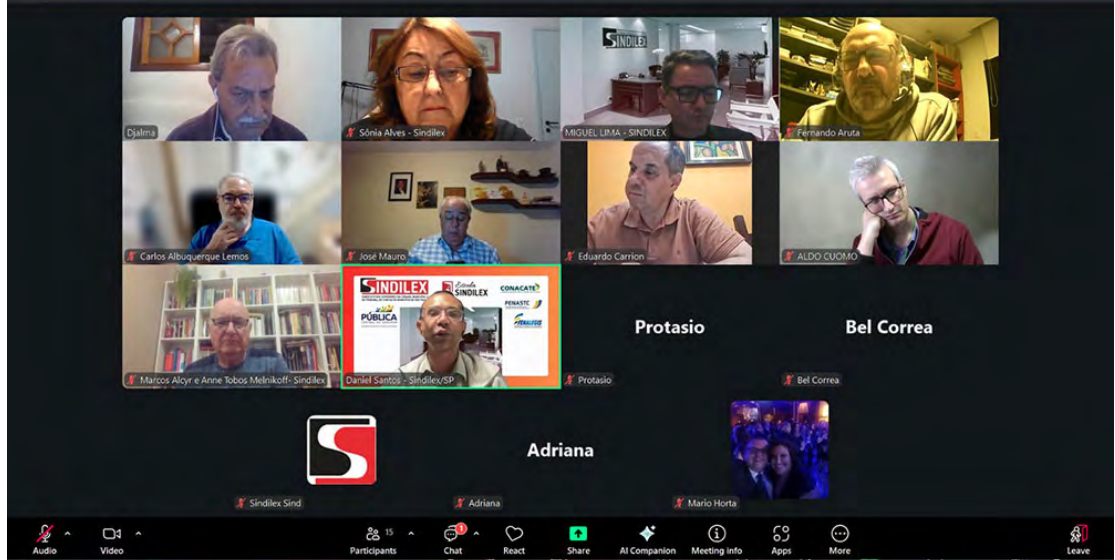 Djalma
Sônia Alves - Sindilex
SINDILEX
MIGUEL LIMA - SINDILEX
Fernando Aruta
Carlos Albuquerque Lemos
José Mauro
Eduardo Carrion
ALDO CUOMO
Marcos Alcyr e Anne Tobos Melnikoff- Sindilex
SINDILEX
Escola
SINDILEX
CONACATE
PÚBLICA
FENASTC
FENALEGIS
Daniel Santos - Sindilex/SP
Protasio
Protasio
Bel Correa
Bel Correa
S
Sindilex Sind
Adriana
Adriana
Mario Horta
Audio
Video
15
Participants
1
Chat
React
Share
AI Companion
Meeting info
Apps
More
Leave